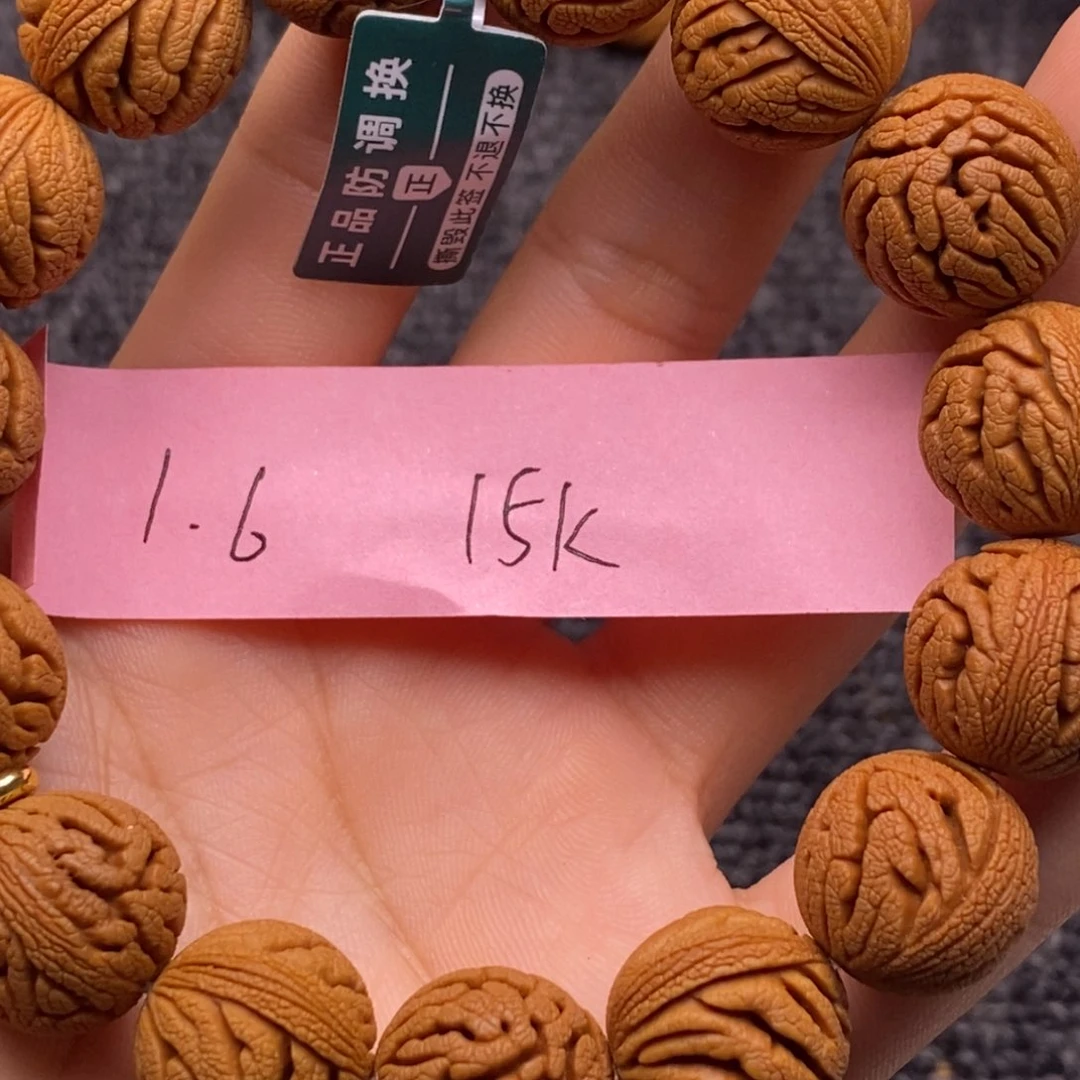 正品防调换
正
撕毁此签 不退不换
1.6 15k